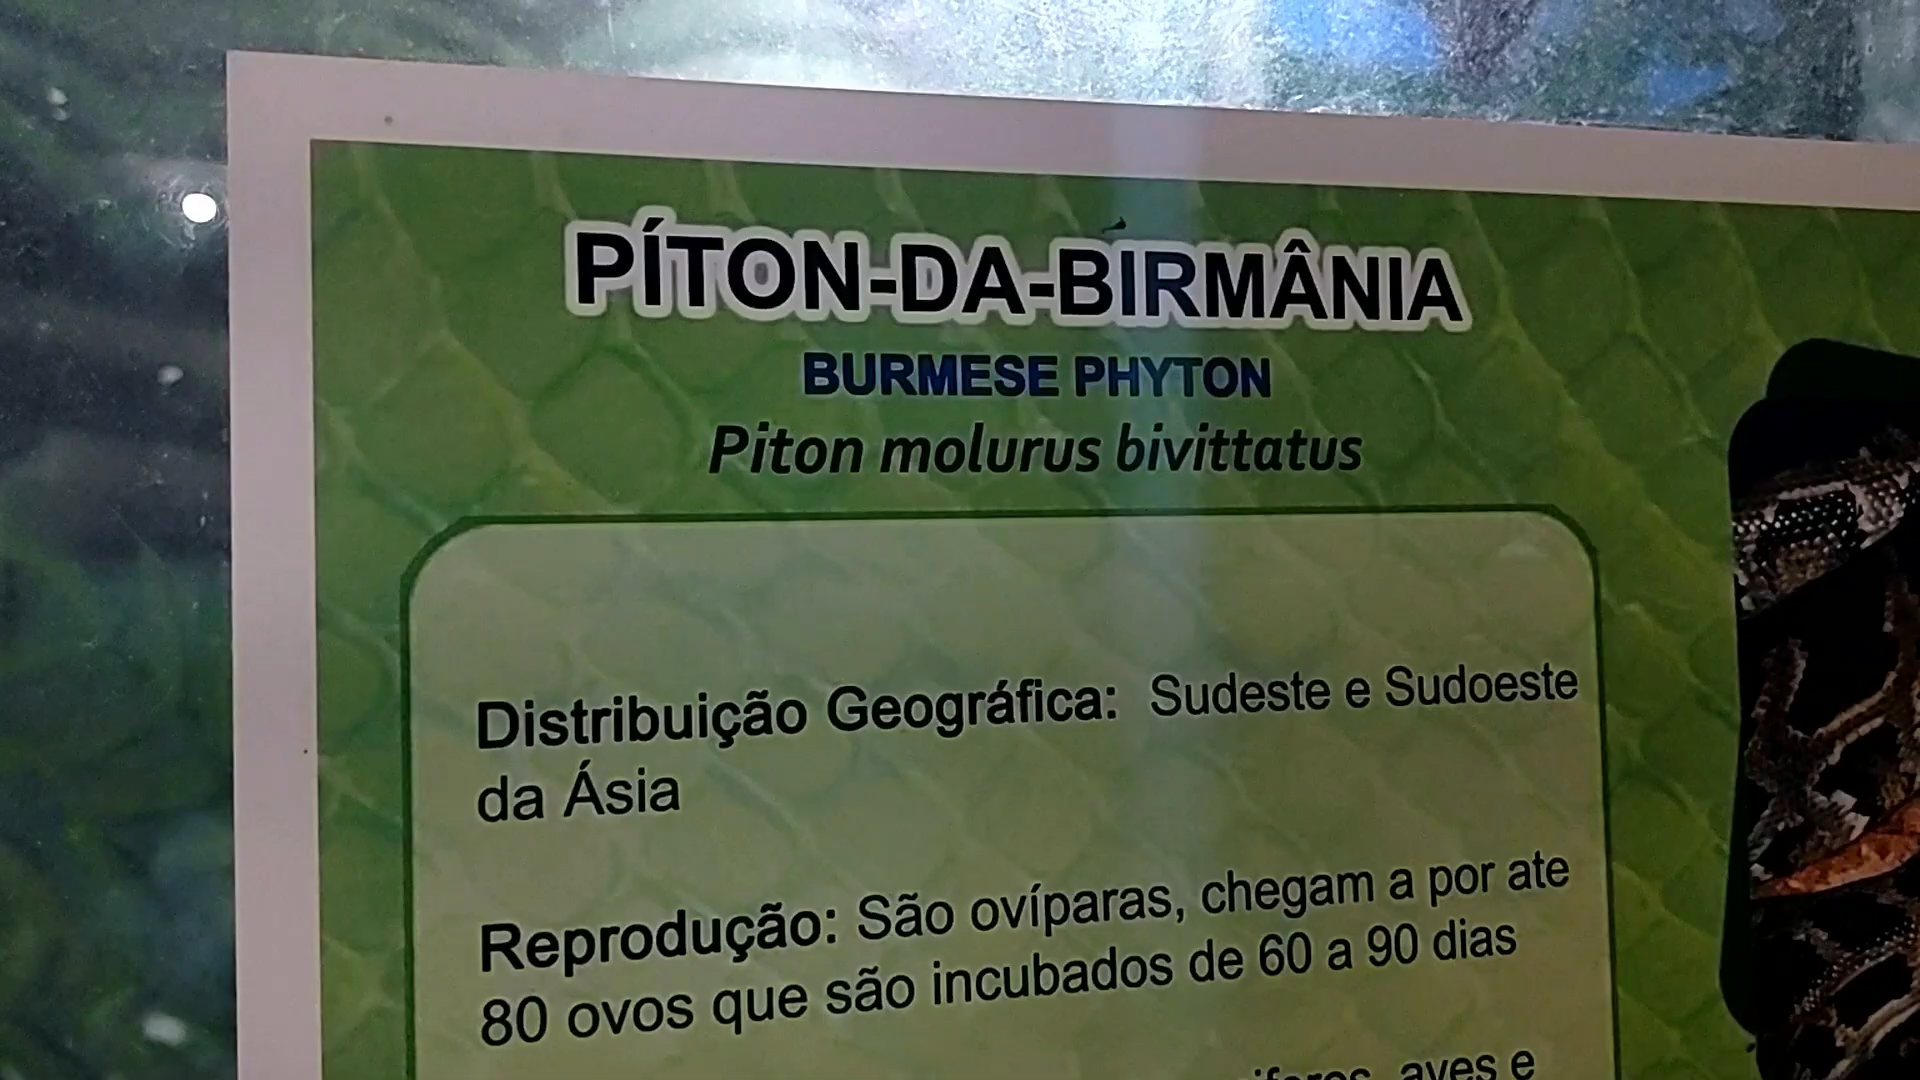 PÍTON-DA-BIRMÂNIA
BURMESE PHYTON
Piton molurus bivittatus
Distribuição Geográfica: Sudeste e Sudoeste
da Ásia
Reprodução: São ovíparas, chegam a por ate
80 ovos que são incubados de 60 a 90 dias
aves e